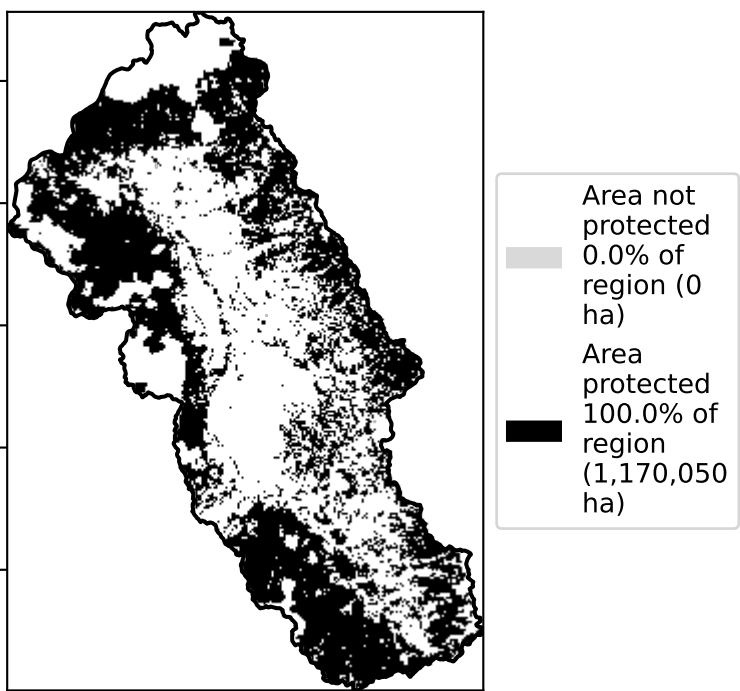 Area not
protected
0.0% of
region (0
ha)
Area
protected
100.0% of
region
(1,170,050
ha)